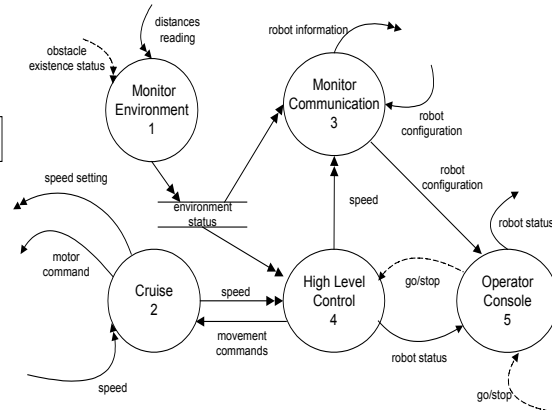 distances
reading
obstacle
existence status
Monitor
Environment
1
robot information
Monitor
Communication
3
robot
configuration
robot
configuration
speed setting
environment
status
speed
robot status
motor
command
Cruise
2
speed
High Level
Control
4
go/stop
Operator
Console
5
movement
commands
robot status
speed
go/stop